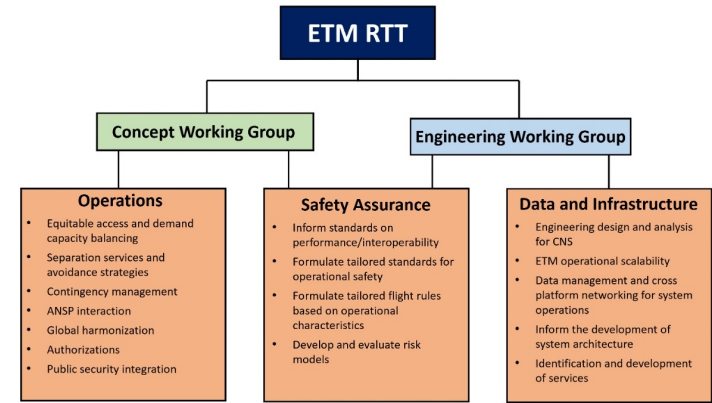 ETM RTT
Concept Working Group
Engineering Working Group
Operations
• Equitable access and demand
capacity balancing
• Separation services and
avoidance strategies
• Contingency management
• ANSP interaction
• Global harmonization
• Authorizations
• Public security integration
Safety Assurance
• Inform standards on
performance/interoperability
• Formulate tailored standards for
operational safety
• Formulate tailored flight rules
based on operational
characteristics
• Develop and evaluate risk
models
Data and Infrastructure
• Engineering design and analysis
for CNS
• ETM operational scalability
• Data management and cross
platform networking for system
operations
• Inform the development of
system architecture
• Identification and development
of services